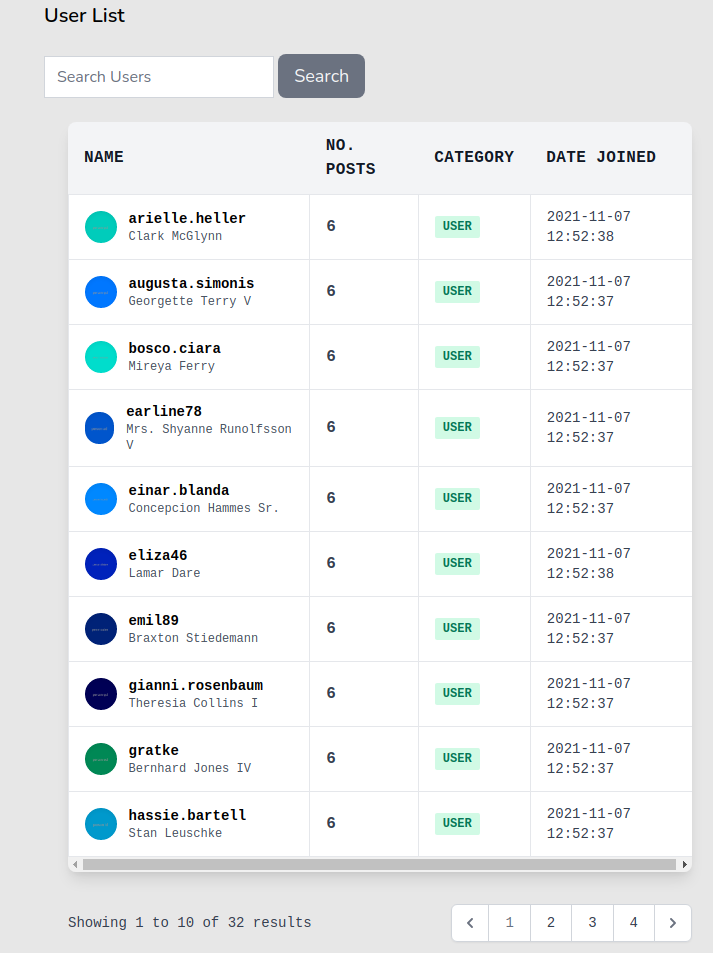 User List
Search Users
Search
NAME
NO. POSTS
CATEGORY
DATE JOINED
arielle.heller
Clark McGlynn
6
USER
2021-11-07
12:52:38
augusta.simonis
Georgette Terry V
6
USER
2021-11-07
12:52:37
bosco.ciara
Mireya Ferry
6
USER
2021-11-07
12:52:37
earline78
Mrs. Shyanne Runolfsson
V
6
USER
2021-11-07
12:52:37
einar.blanda
Concepcion Hammes Sr.
6
USER
2021-11-07
12:52:37
eliza46
Lamar Dare
6
USER
2021-11-07
12:52:38
emil89
Braxton Stiedemann
6
USER
2021-11-07
12:52:37
gianni.rosenbaum
Theresia Collins I
6
USER
2021-11-07
12:52:37
gratke
Bernhard Jones IV
6
USER
2021-11-07
12:52:37
hassie.bartell
Stan Leuschke
6
USER
2021-11-07
12:52:37
Showing 1 to 10 of 32 results
1 2 3 4